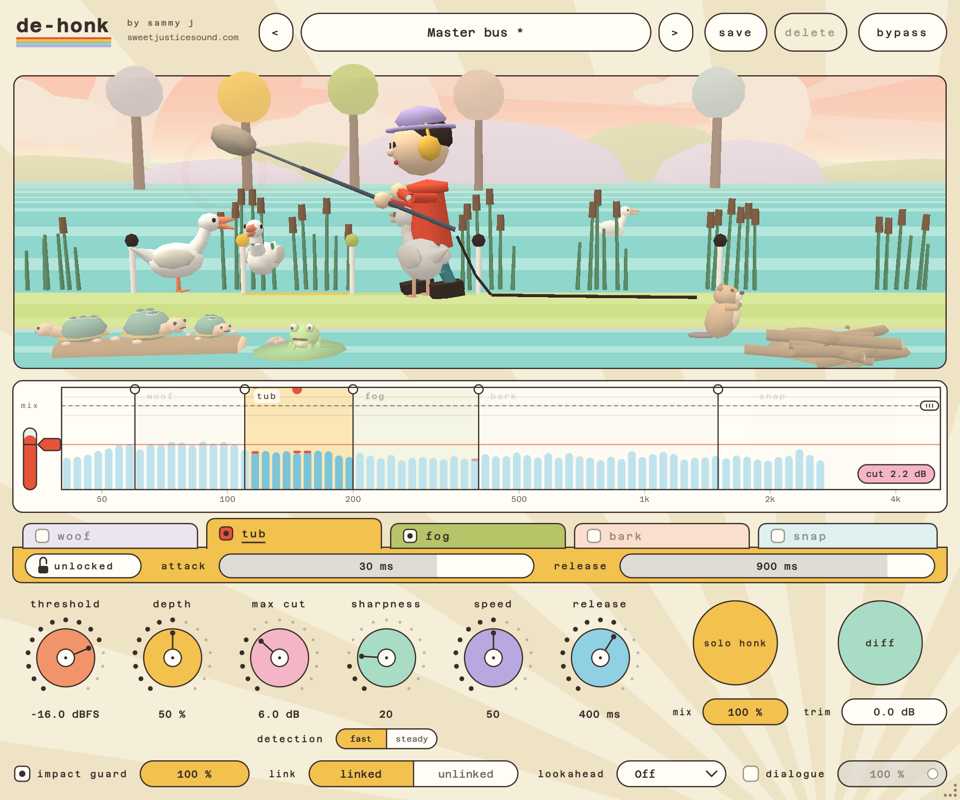 de-honk
by sammy j
sweetjusticesound.com
<
Master bus *
>
save
delete
bypass
mix
woof
tub
fog
bark
snap
cut 2.2 dB
50
100
200
500
1k
2k
4k
woof
tub
fog
bark
snap
unlocked
attack
30 ms
release
900 ms
threshold
depth
max cut
sharpness
speed
release
solo honk
diff
-16.0 dBFS
50 %
6.0 dB
20
50
400 ms
mix
100 %
trim
0.0 dB
detection
fast
steady
impact guard
100 %
link
linked
unlinked
lookahead
Off
dialogue
100 %